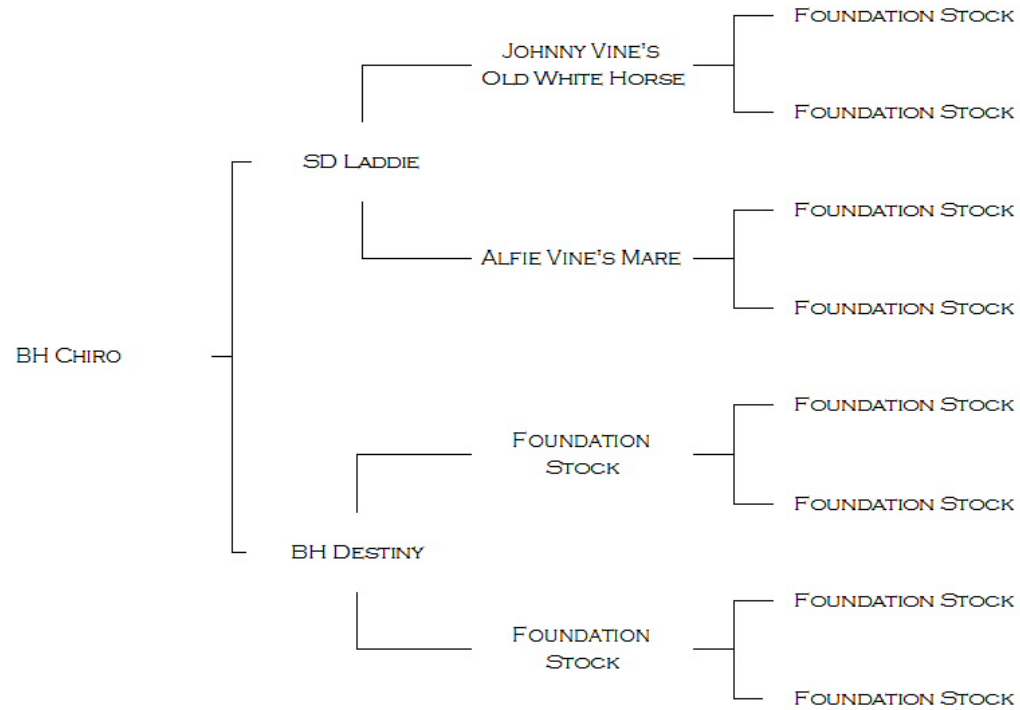 Foundation Stock
Johnny Vine's
Old White Horse
Foundation Stock
SD Laddie
Foundation Stock
Alfie Vine's Mare
Foundation Stock
BH Chiro
Foundation Stock
Foundation
Stock
Foundation Stock
BH Destiny
Foundation Stock
Foundation
Stock
Foundation Stock